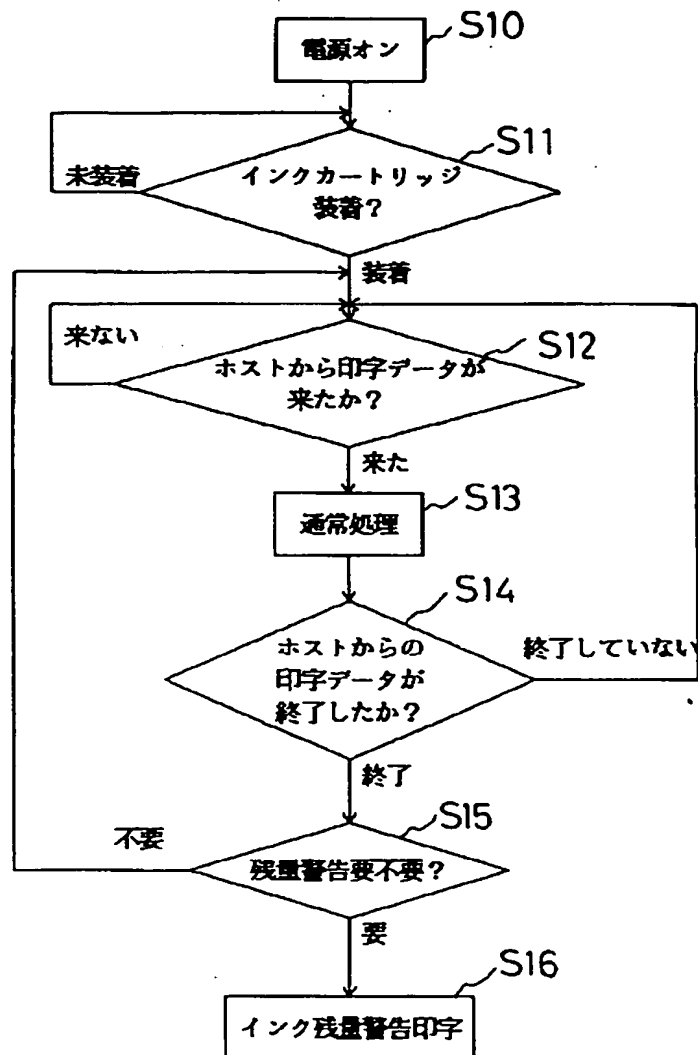 S10
電源オン
S11
インクカートリッジ
装着？
未装着
装着
来ない
S12
ホストから印字データが
来たか？
来た
S13
通常処理
S14
ホストからの
印字データが
終了したか？
終了していない
終了
S15
不要
残量警告要不要？
要
S16
インク残量警告印字